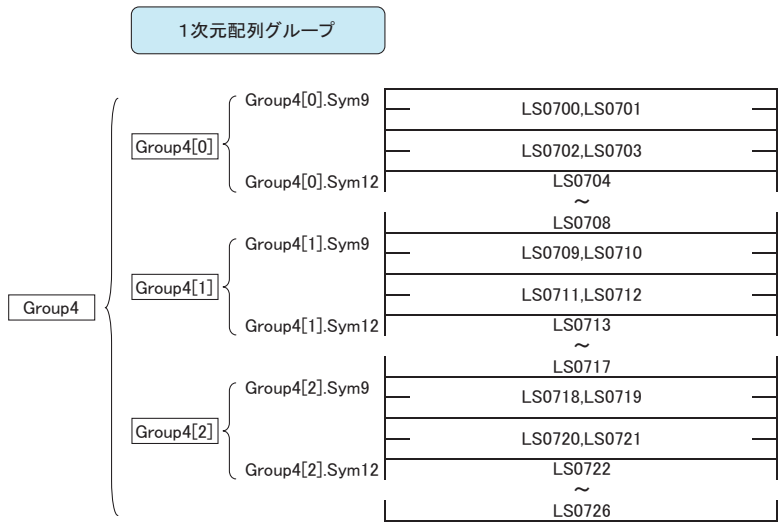 1次元配列グループ
Group4[0].Sym9
LS0700,LS0701
Group4[0]
LS0702,LS0703
Group4[0].Sym12
LS0704
～
LS0708
Group4[1].Sym9
LS0709,LS0710
Group4[1]
LS0711,LS0712
Group4
Group4[1].Sym12
LS0713
～
LS0717
Group4[2].Sym9
LS0718,LS0719
Group4[2]
LS0720,LS0721
Group4[2].Sym12
LS0722
～
LS0726